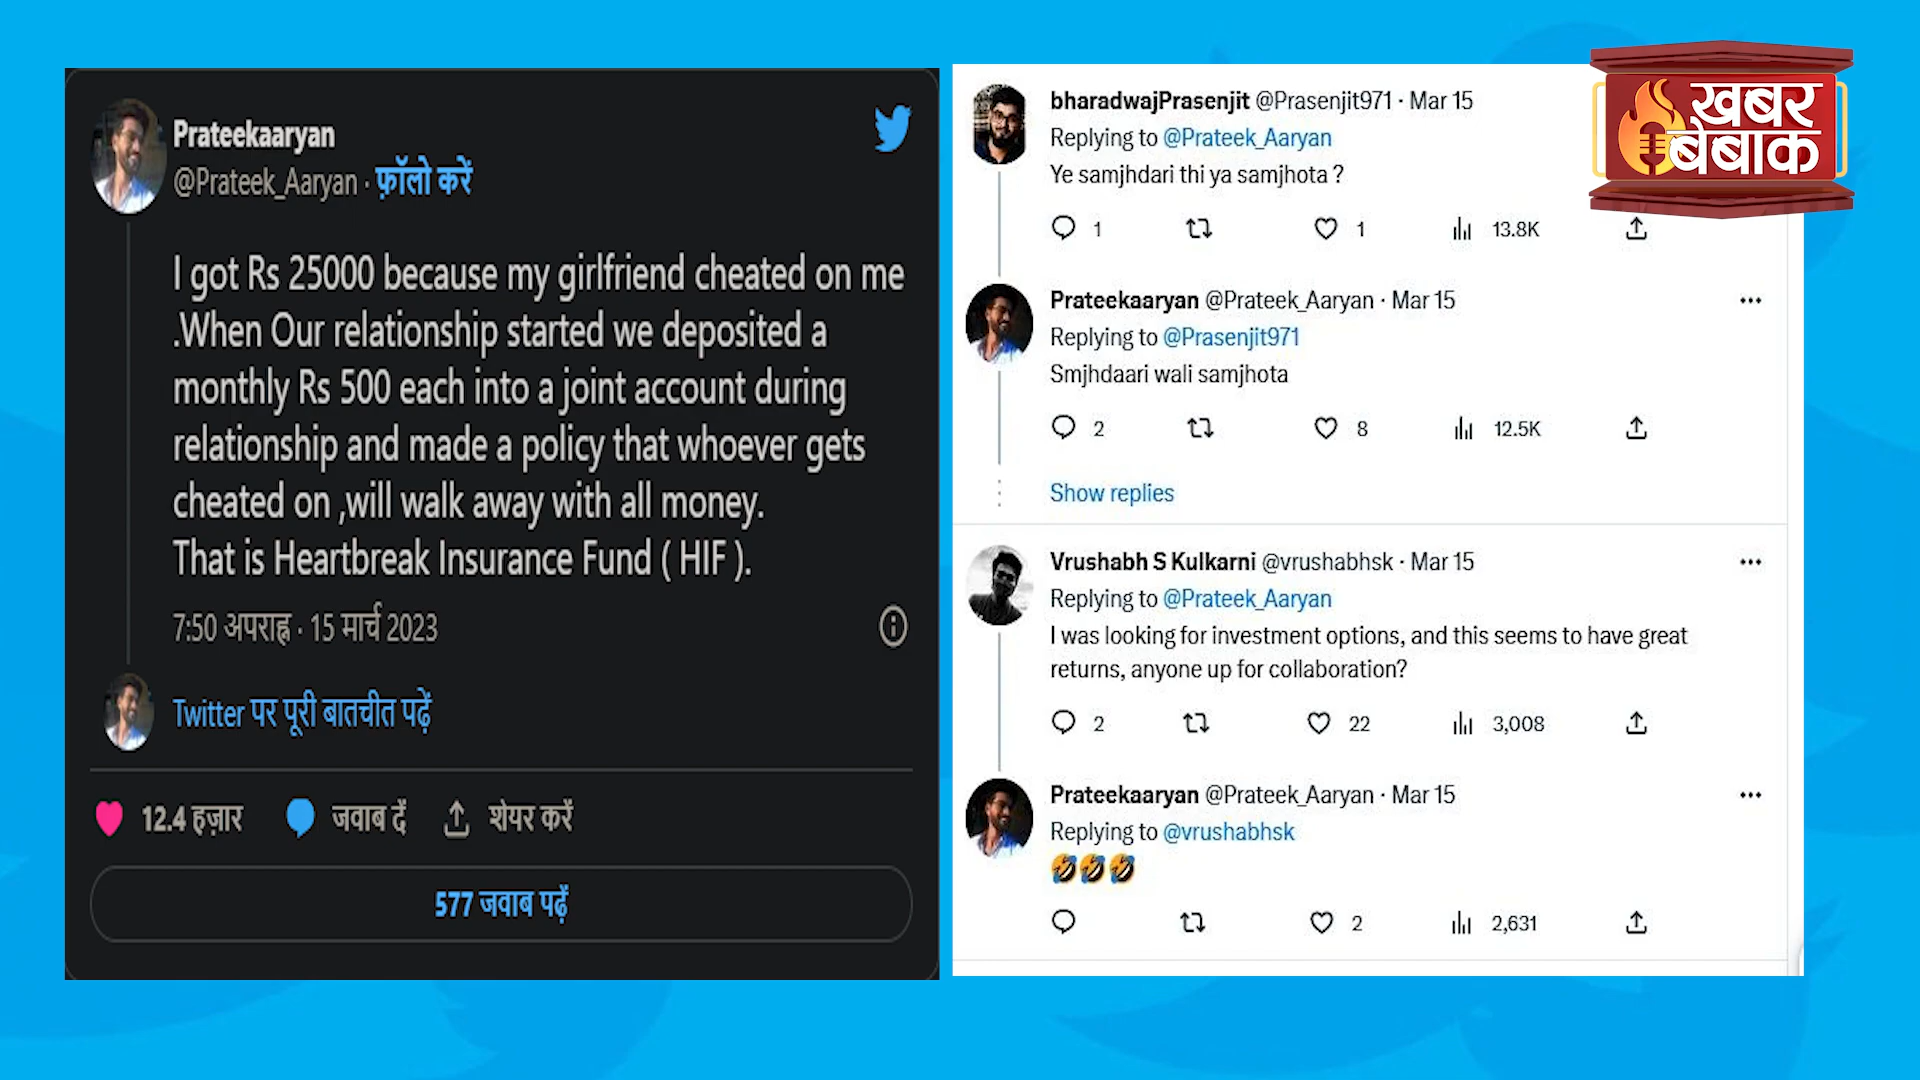 Prateekaaryan
@Prateek_Aaryan · फ़ॉलो करें
I got Rs 25000 because my girlfriend cheated on me
.When Our relationship started we deposited a
monthly Rs 500 each into a joint account during
relationship and made a policy that whoever gets
cheated on ,will walk away with all money.
That is Heartbreak Insurance Fund ( HIF ).
7:50 अपराह्न · 15 मार्च 2023
Twitter पर पूरी बातचीत पढ़ें
12.4 हज़ार जवाब दें शेयर करें
577 जवाब पढ़ें
bharadwajPrasenjit @Prasenjit971 · Mar 15
Replying to @Prateek_Aaryan
Ye samjhdari thi ya samjhota ?
1 1 13.8K
Prateekaaryan @Prateek_Aaryan · Mar 15
Replying to @Prasenjit971
Smjhdaari wali samjhota
2 8 12.5K
Show replies
Vrushabh S Kulkarni @vrushabhsk · Mar 15
Replying to @Prateek_Aaryan
I was looking for investment options, and this seems to have great
returns, anyone up for collaboration?
2 22 3,008
Prateekaaryan @Prateek_Aaryan · Mar 15
Replying to @vrushabhsk
🤣🤣🤣
2 2,631
खबर
बेबाक